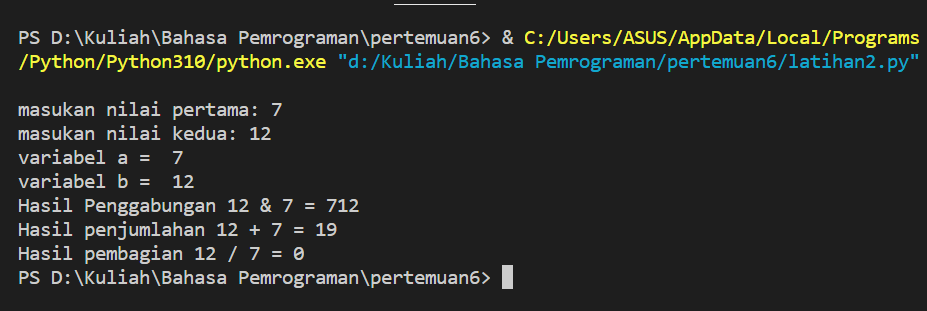 PS D:\Kuliah\Bahasa Pemrograman\pertemuan6> & C:/Users/ASUS/AppData/Local/Programs
/Python/Python310/python.exe "d:/Kuliah/Bahasa Pemrograman/pertemuan6/latihan2.py"
masukan nilai pertama: 7
masukan nilai kedua: 12
variabel a =  7
variabel b =  12
Hasil Penggabungan 12 & 7 = 712
Hasil penjumlahan 12 + 7 = 19
Hasil pembagian 12 / 7 = 0
PS D:\Kuliah\Bahasa Pemrograman\pertemuan6>